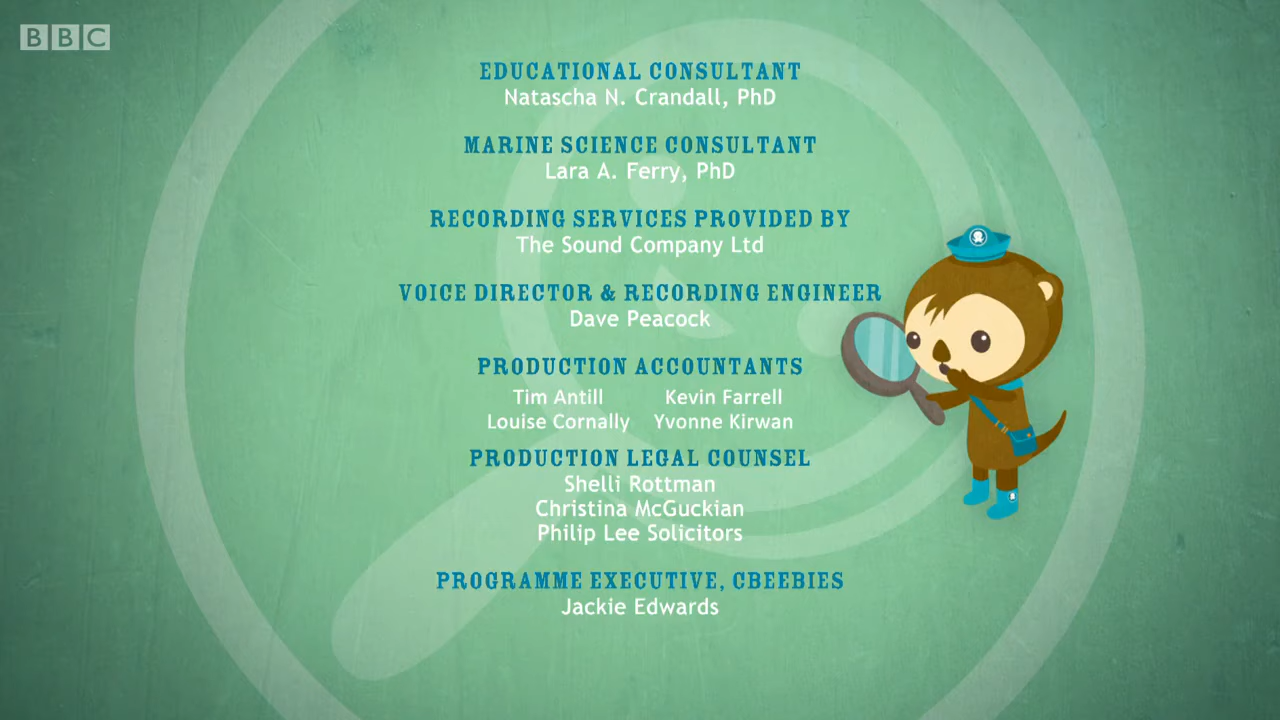 BBC
EDUCATIONAL CONSULTANT
Natascha N. Crandall, PhD
MARINE SCIENCE CONSULTANT
Lara A. Ferry, PhD
RECORDING SERVICES PROVIDED BY
The Sound Company Ltd
VOICE DIRECTOR & RECORDING ENGINEER
Dave Peacock
PRODUCTION ACCOUNTANTS
Tim Antill Kevin Farrell
Louise Cornally Yvonne Kirwan
PRODUCTION LEGAL COUNSEL
Shelli Rottman
Christina McGuckian
Philip Lee Solicitors
PROGRAMME EXECUTIVE, CBEEBIES
Jackie Edwards